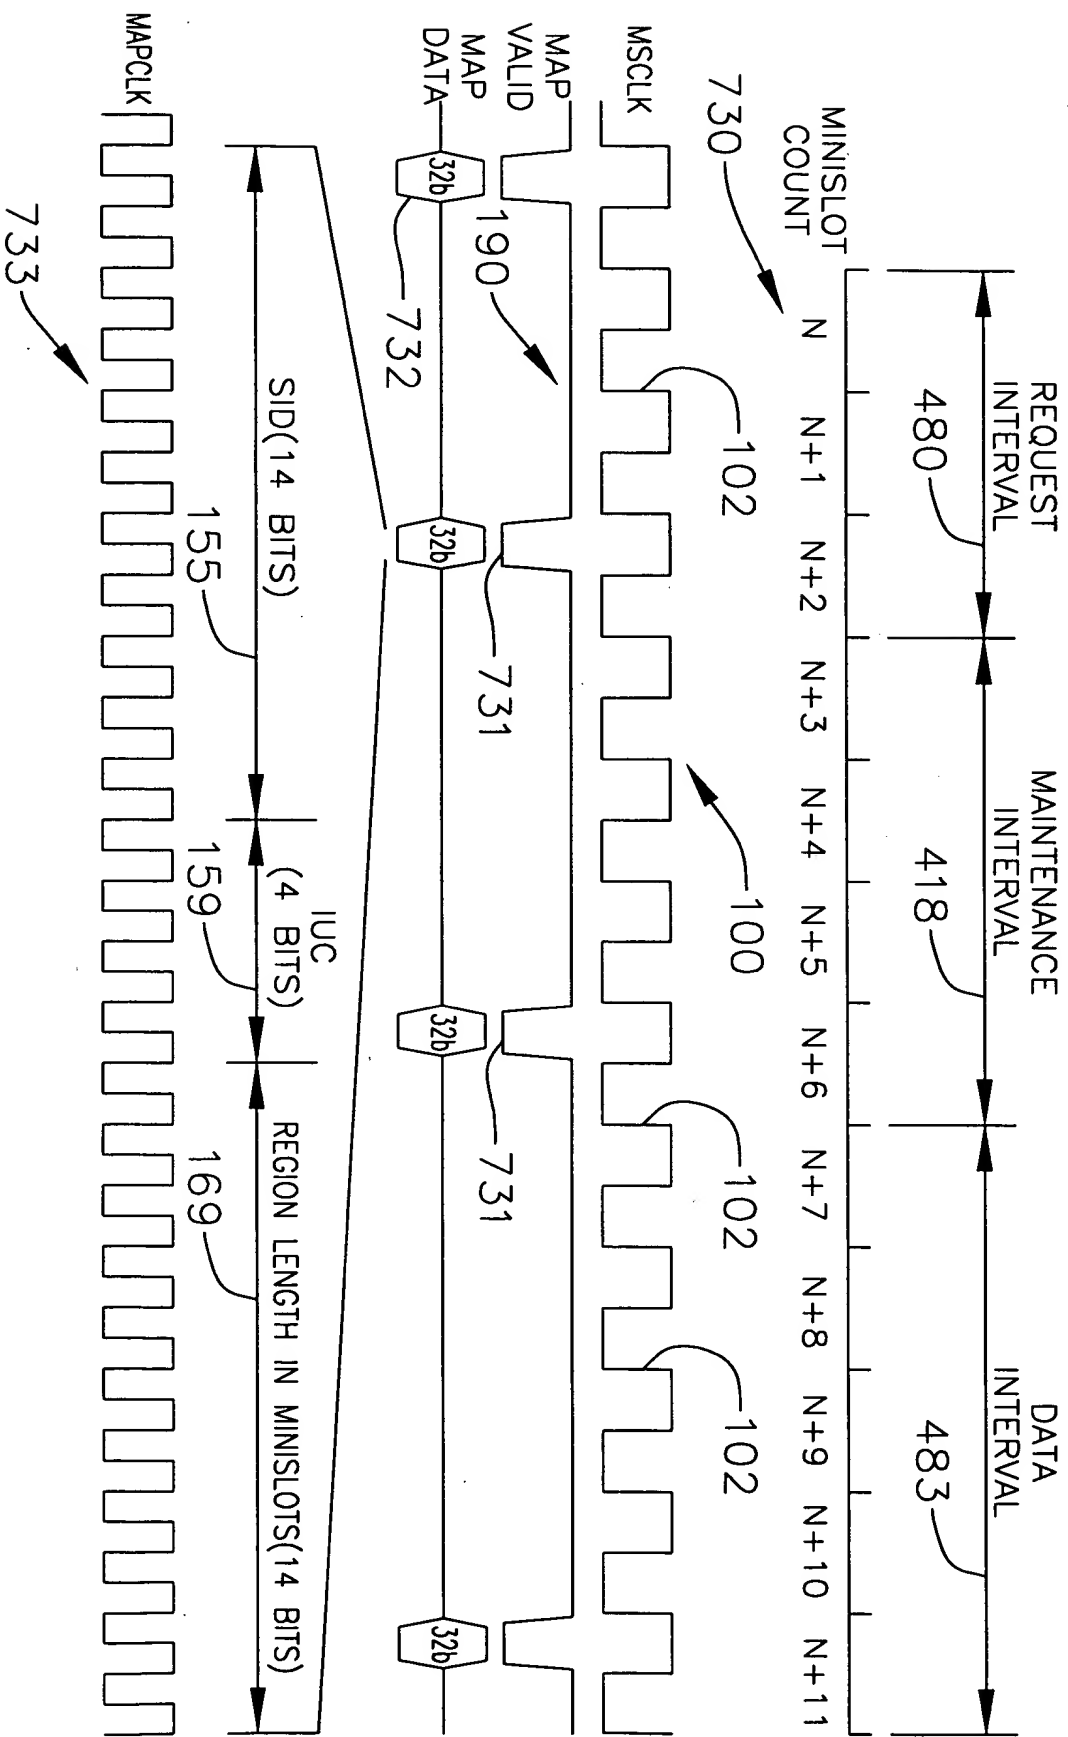 REQUEST
INTERVAL
480
MAINTENANCE
INTERVAL
418
DATA
INTERVAL
483
MINISLOT
COUNT
N
N+1
N+2
N+3
N+4
N+5
N+6
N+7
N+8
N+9
N+10
N+11
730
102
100
102
102
MSCLK
MAP
VALID
190
731
731
MAP
DATA
32b
32b
32b
32b
732
SID(14 BITS)
155
IUC
(4 BITS)
159
REGION LENGTH IN MINISLOTS(14 BITS)
169
MAPCLK
733